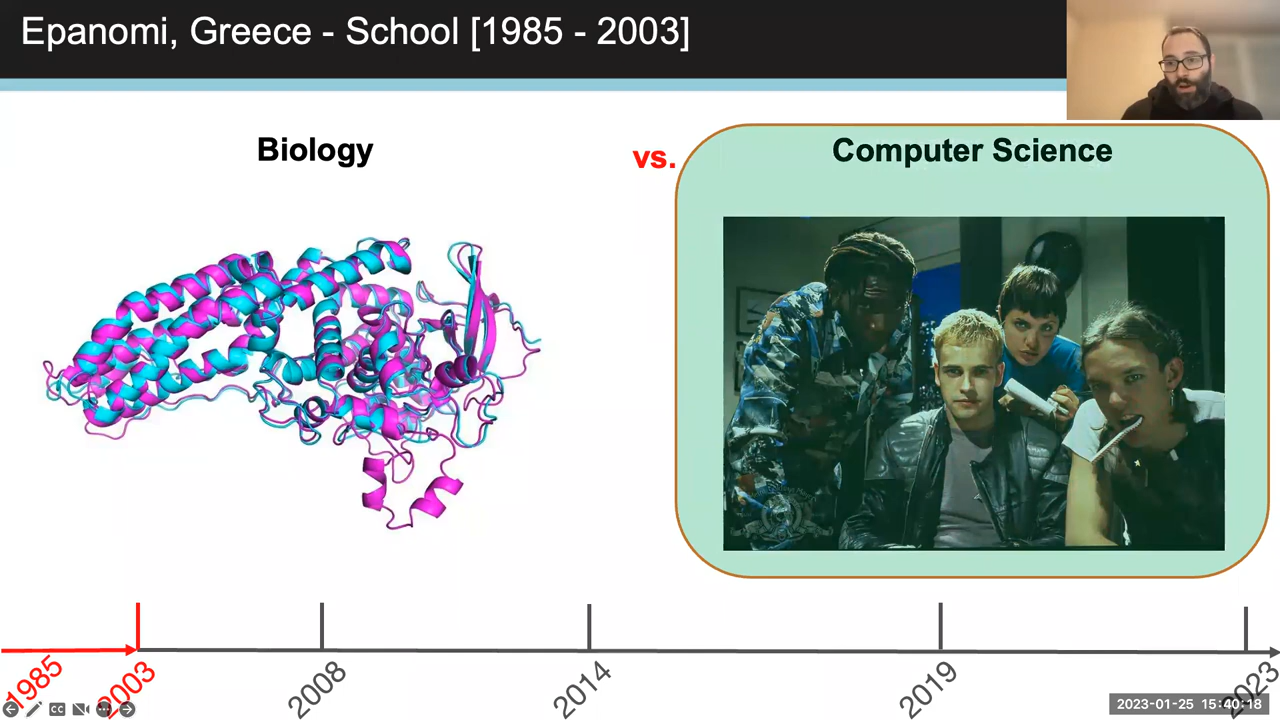 Epanomi, Greece - School [1985 - 2003]
Biology
vs.
Computer Science
1985
2003
2008
2014
2019
2023
CC
2023-01-25 15:40:18